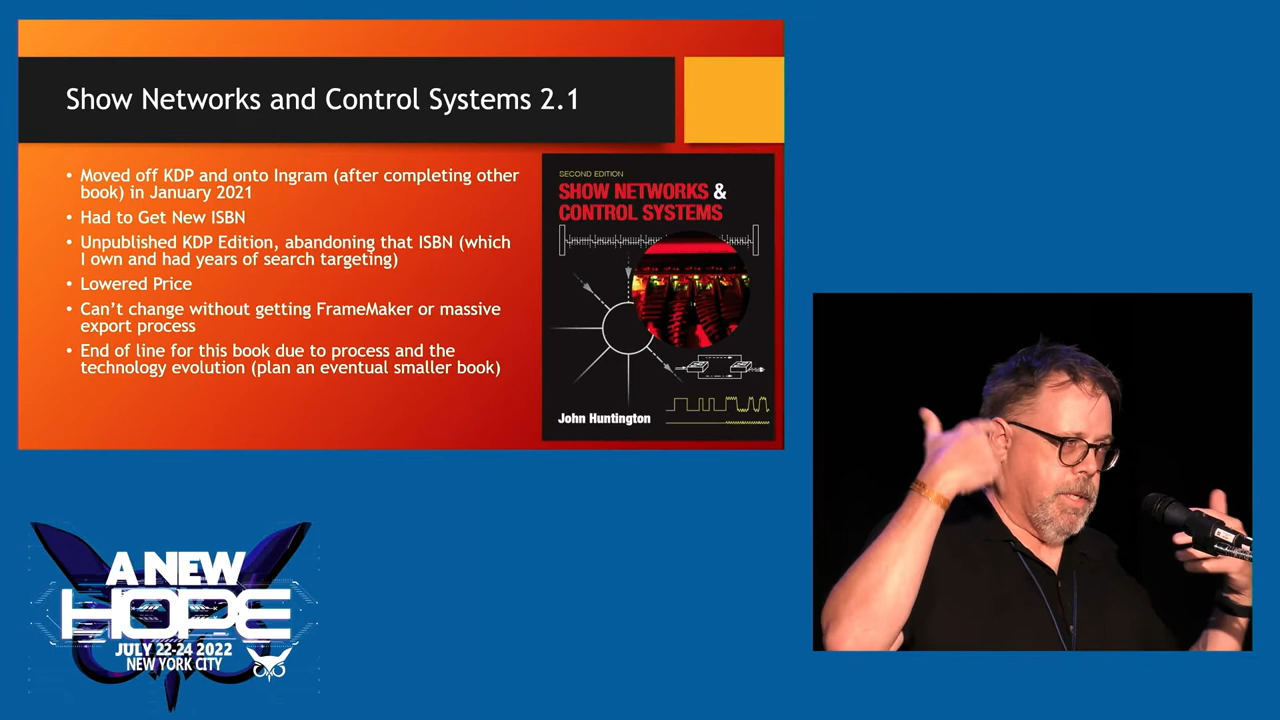 Show Networks and Control Systems 2.1
• Moved off KDP and onto Ingram (after completing other
book) in January 2021
• Had to Get New ISBN
• Unpublished KDP Edition, abandoning that ISBN (which
I own and had years of search targeting)
• Lowered Price
• Can't change without getting FrameMaker or massive
export process
• End of line for this book due to process and the
technology evolution (plan an eventual smaller book)
SECOND EDITION
SHOW NETWORKS &
CONTROL SYSTEMS
John Huntington
A NEW
HOPE
JULY 22-24 2022
NEW YORK CITY